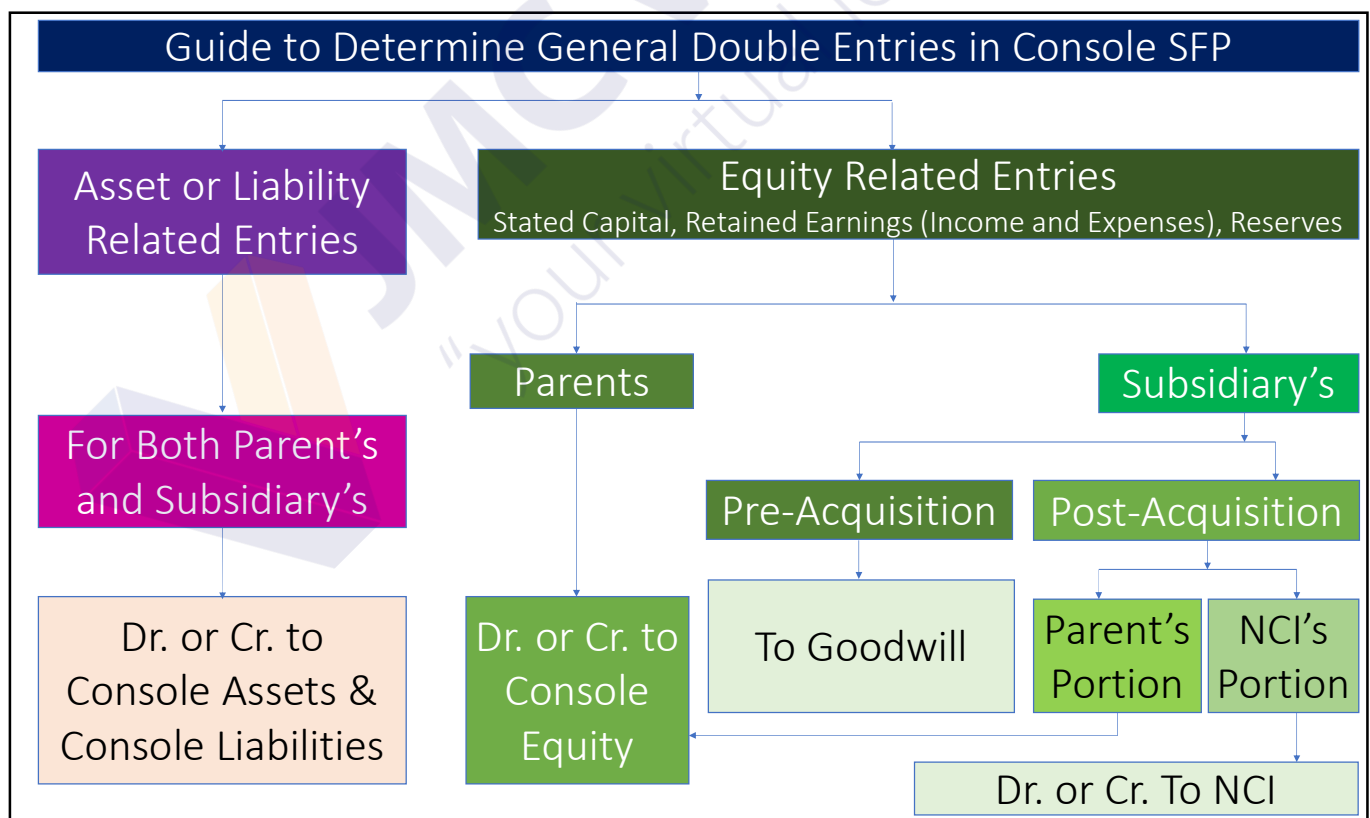 Guide to Determine General Double Entries in Console SFP
Asset or Liability
Related Entries
Equity Related Entries
Stated Capital, Retained Earnings (Income and Expenses), Reserves
Parents
Subsidiary’s
For Both Parent’s
and Subsidiary’s
Pre-Acquisition
Post-Acquisition
Dr. or Cr. to
Console Assets &
Console Liabilities
Dr. or Cr. to
Console
Equity
To Goodwill
Parent’s
Portion
NCI’s
Portion
Dr. or Cr. To NCI
JMC
“your virtual